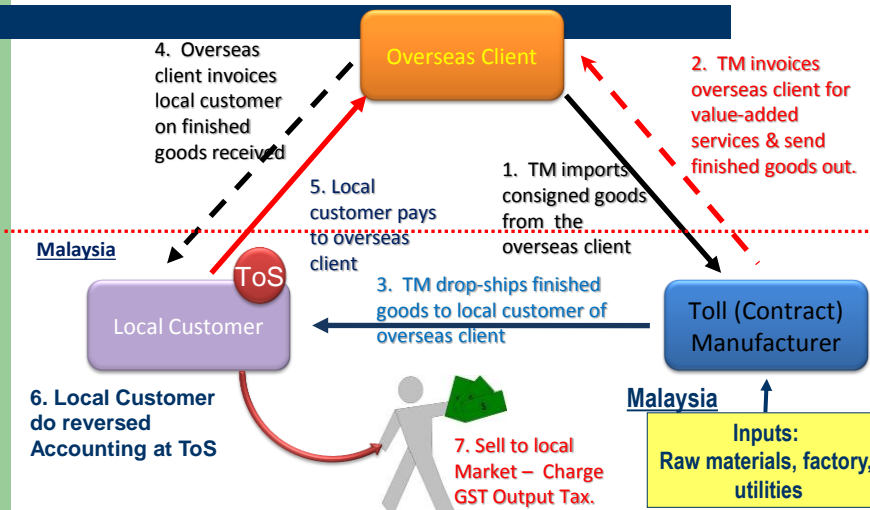 Overseas Client
4. Overseas
client invoices
local customer
on finished
goods received
2. TM invoices
overseas client for
value-added
services & send
finished goods out.
1. TM imports
consigned goods
from the
overseas client
5. Local
customer pays
to overseas
client
Malaysia
ToS
Local Customer
3. TM drop-ships finished
goods to local customer of
overseas client
Toll (Contract)
Manufacturer
6. Local Customer
do reversed
Accounting at ToS
7. Sell to local
Market – Charge
GST Output Tax.
Malaysia
Inputs:
Raw materials, factory,
utilities